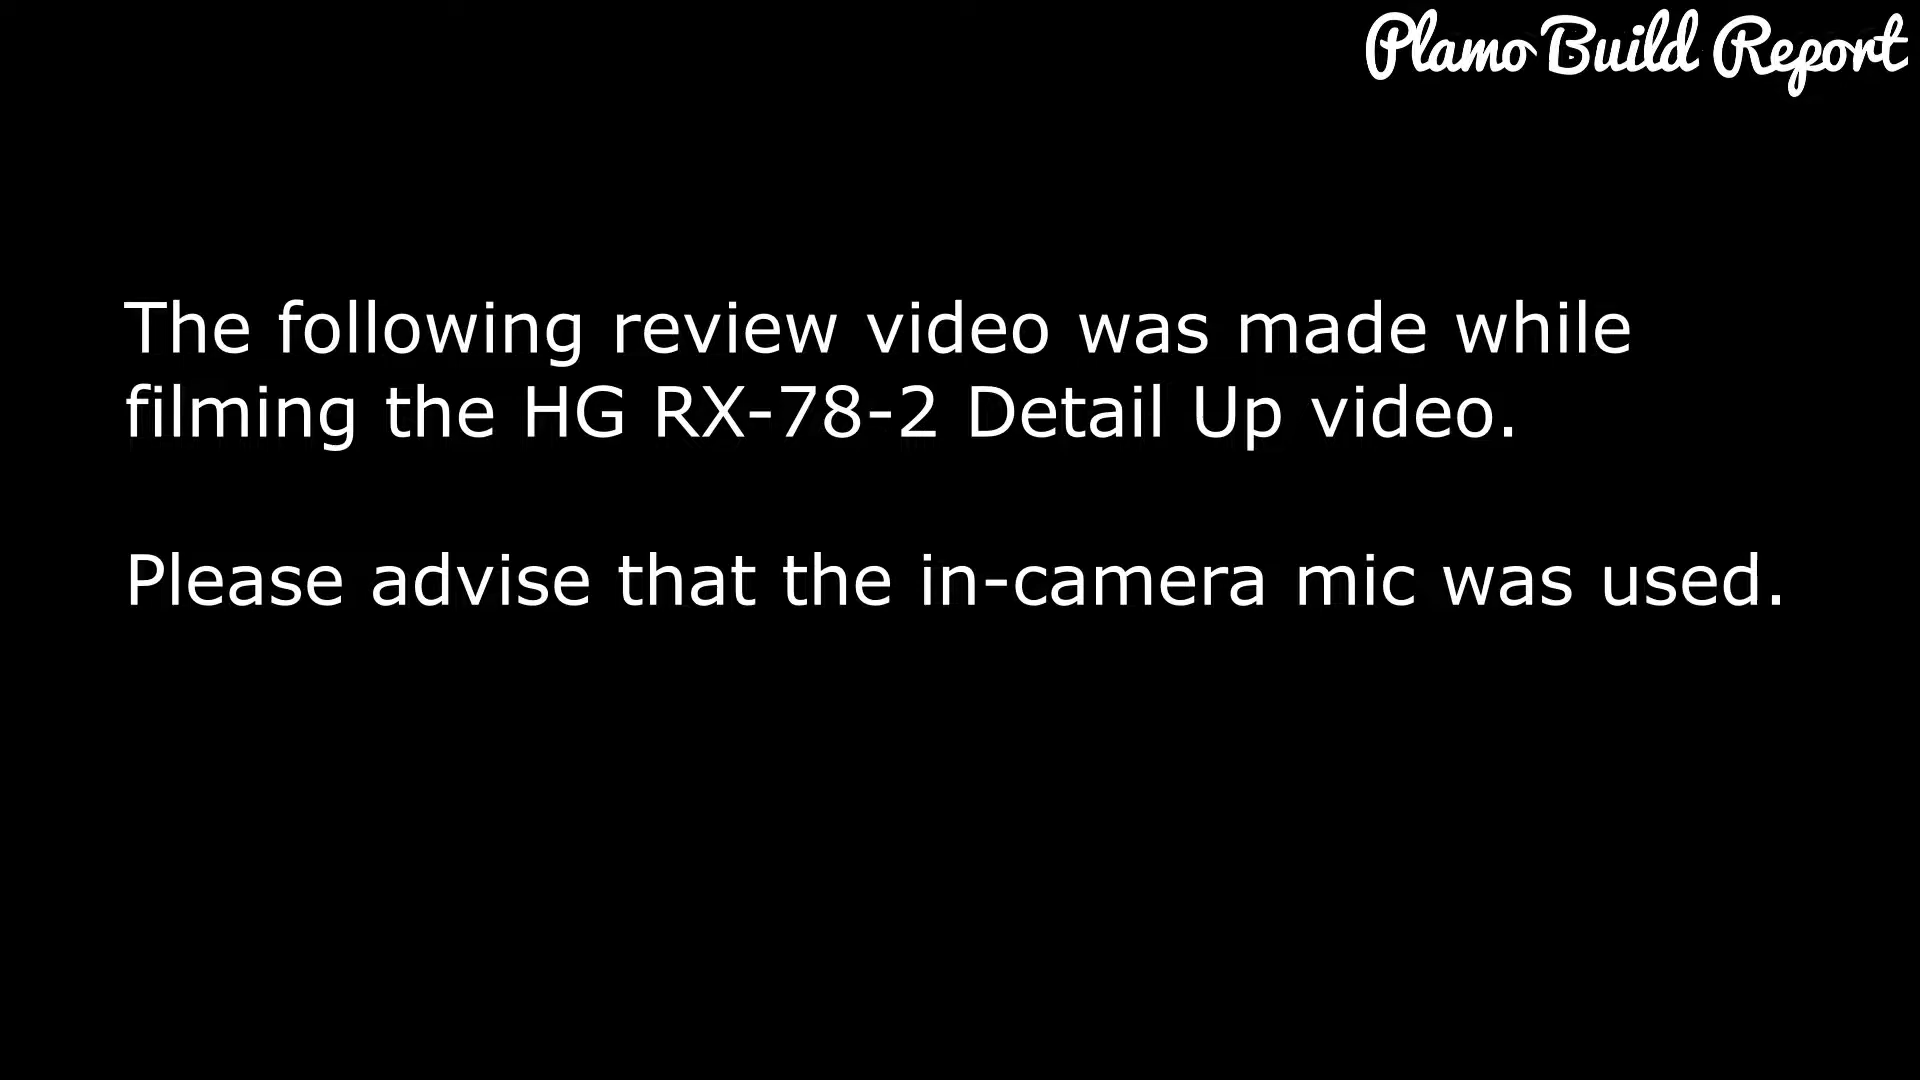 Plamo Build Report
The following review video was made while
filming the HG RX-78-2 Detail Up video.
Please advise that the in-camera mic was used.